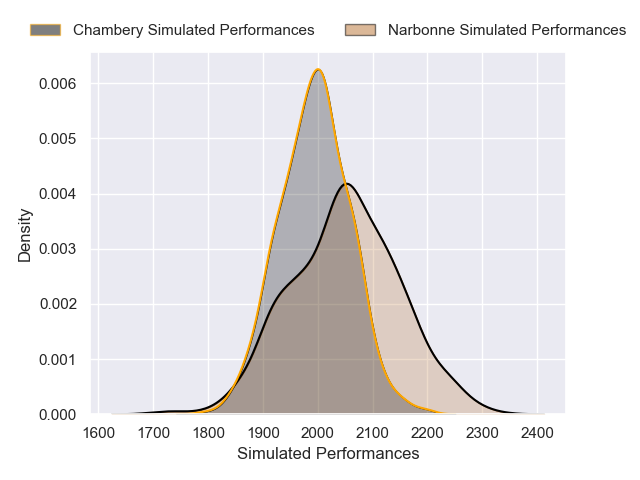 Chambery Simulated Performances
Narbonne Simulated Performances
0.006
0.005
0.004
0.003
0.002
0.001
0.000
Density
1600 1700 1800 1900 2000 2100 2200 2300 2400
Simulated Performances